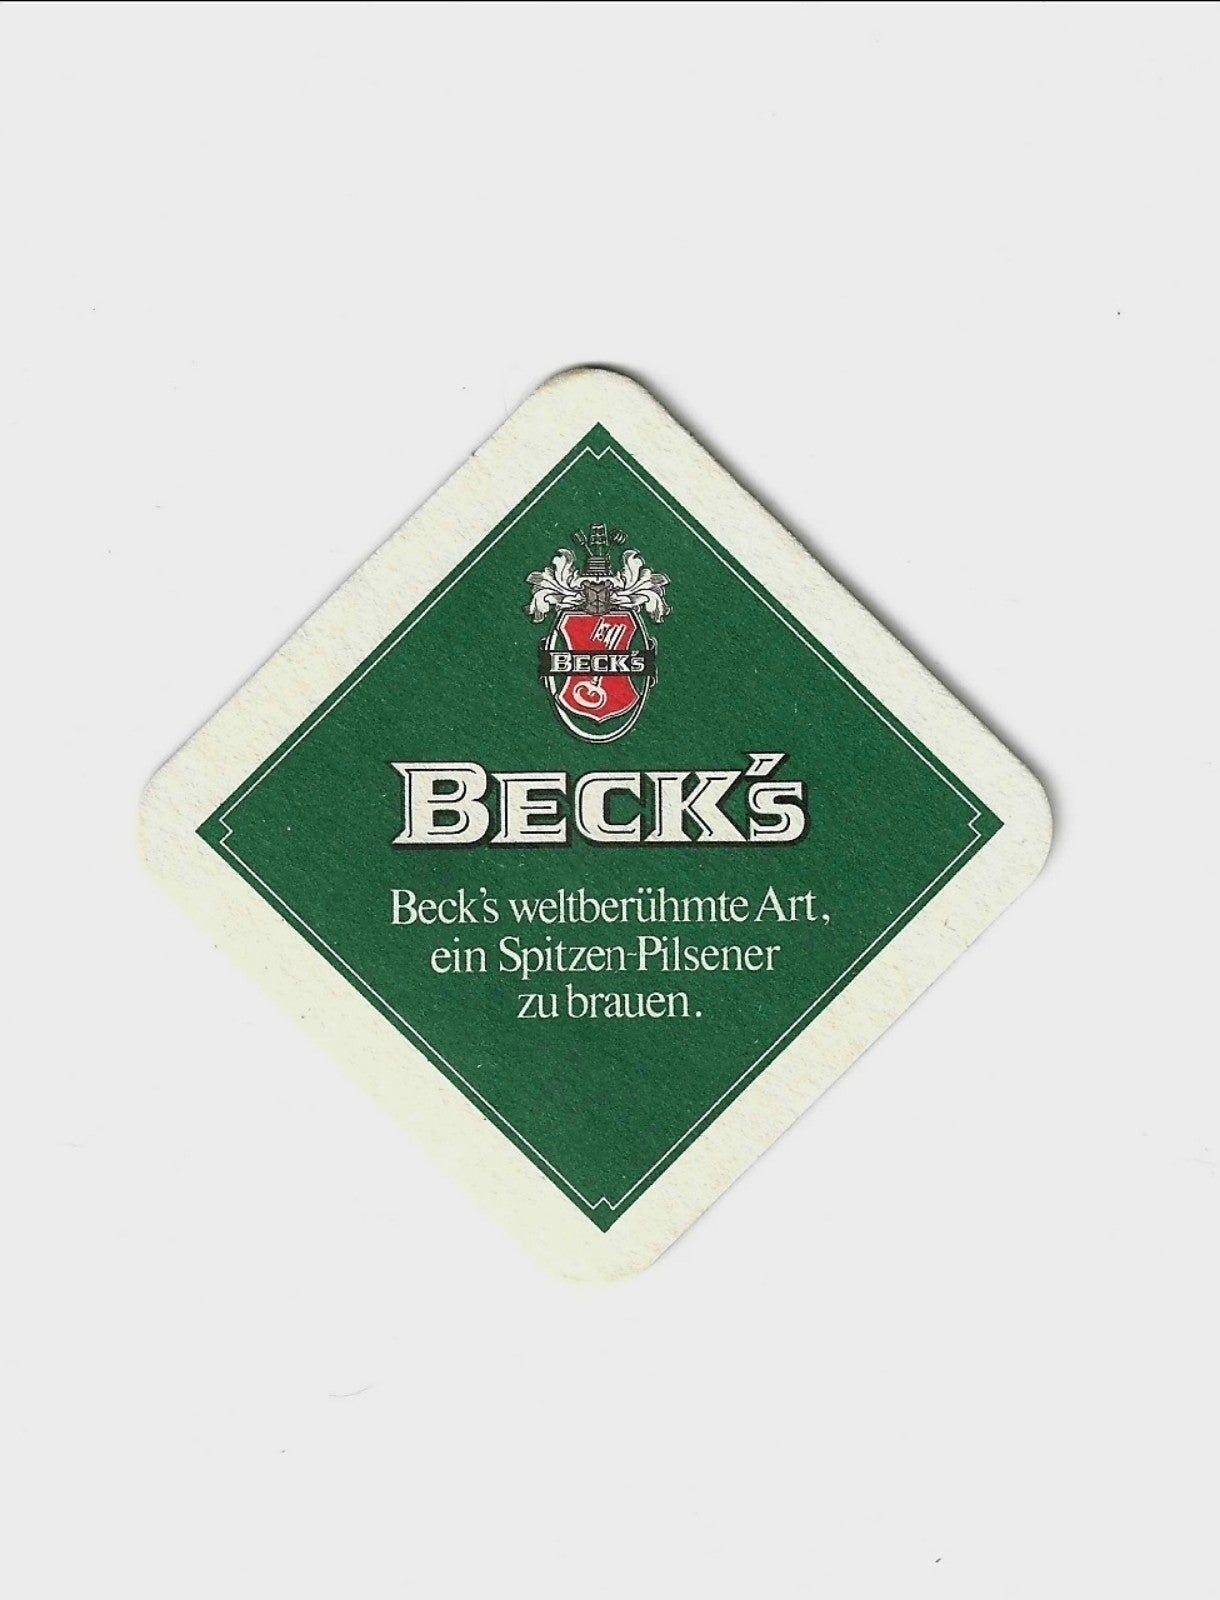 BECK'S
BECK'S
Beck's weltberühmte Art,
ein Spitzen-Pilsener
zu brauen.